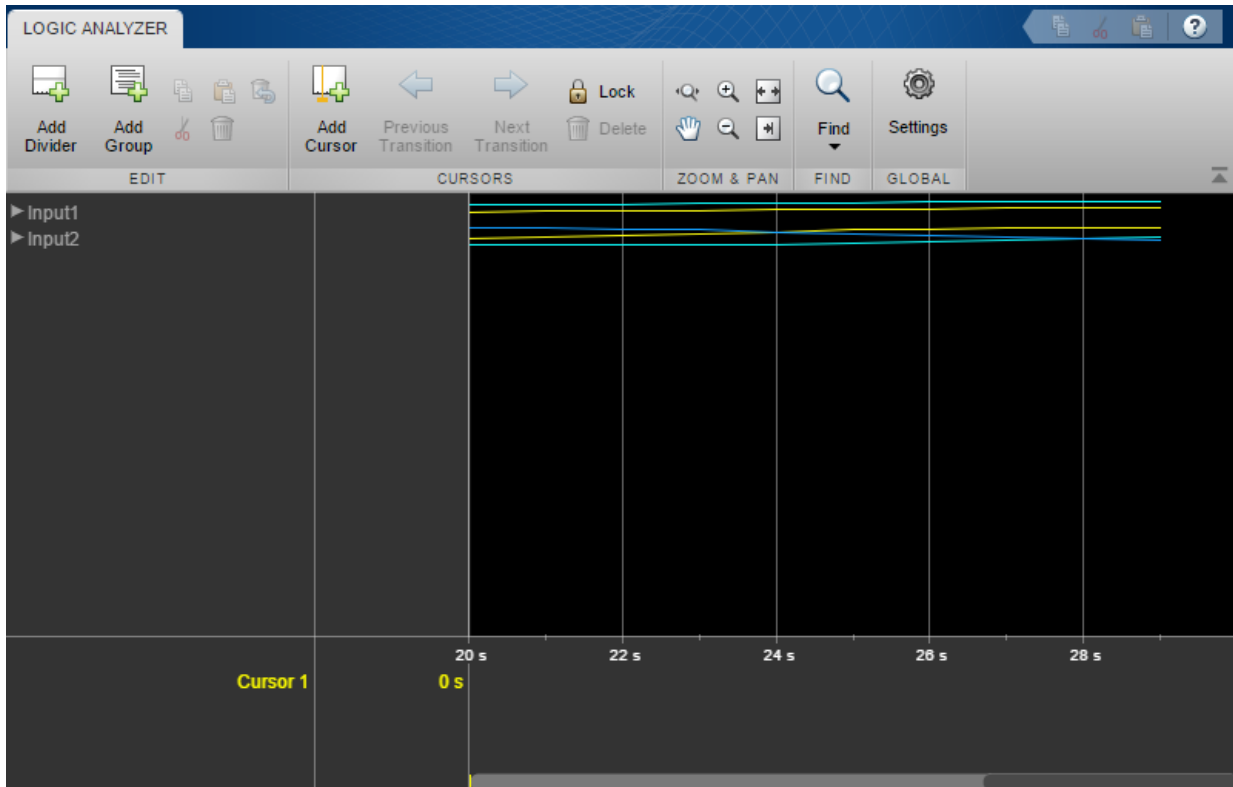 LOGIC ANALYZER
?
Lock
Add Divider
Add Group
Add Cursor
Previous Transition
Next Transition
Delete
Find
Settings
EDIT
CURSORS
ZOOM & PAN
FIND
GLOBAL
Input1
Input2
20 s 22 s 24 s 26 s 28 s
Cursor 1 0 s